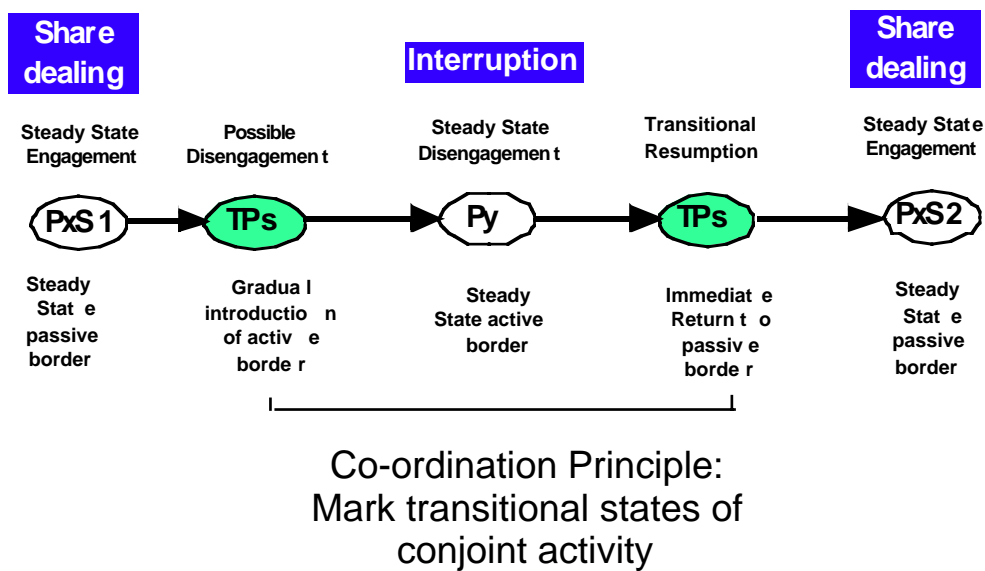 Share
dealing
Interruption
Share
dealing
Steady State
Engagement
Possible
Disengagement
Steady State
Disengagement
Transitional
Resumption
Steady State
Engagement
PxS1
TPs
Py
TPs
PxS2
Steady
State
passive
border
Gradual
introduction
of active
border
Steady
State active
border
Immediate
Return to
passive
border
Steady
State
passive
border
Co-ordination Principle:
Mark transitional states of
conjoint activity